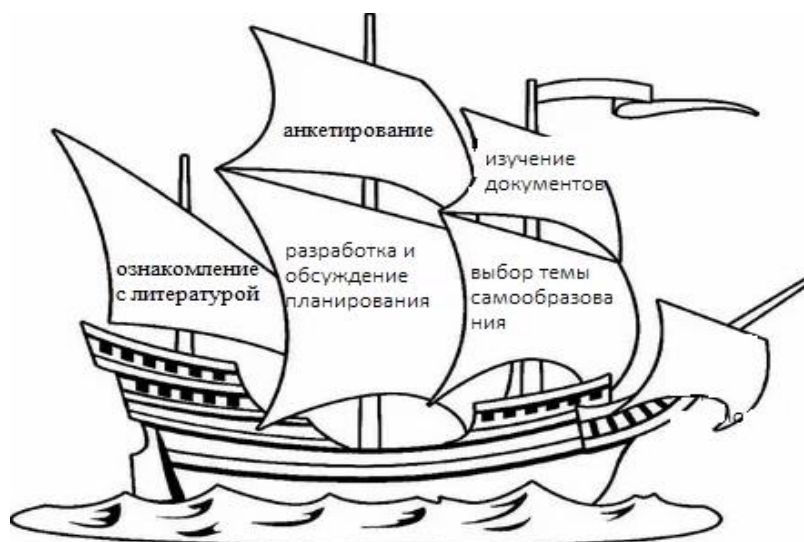 анкетирование
изучение
документов
ознакомление
с литературой
разработка и
обсуждение
планирования
выбор темы
самообразова
ния